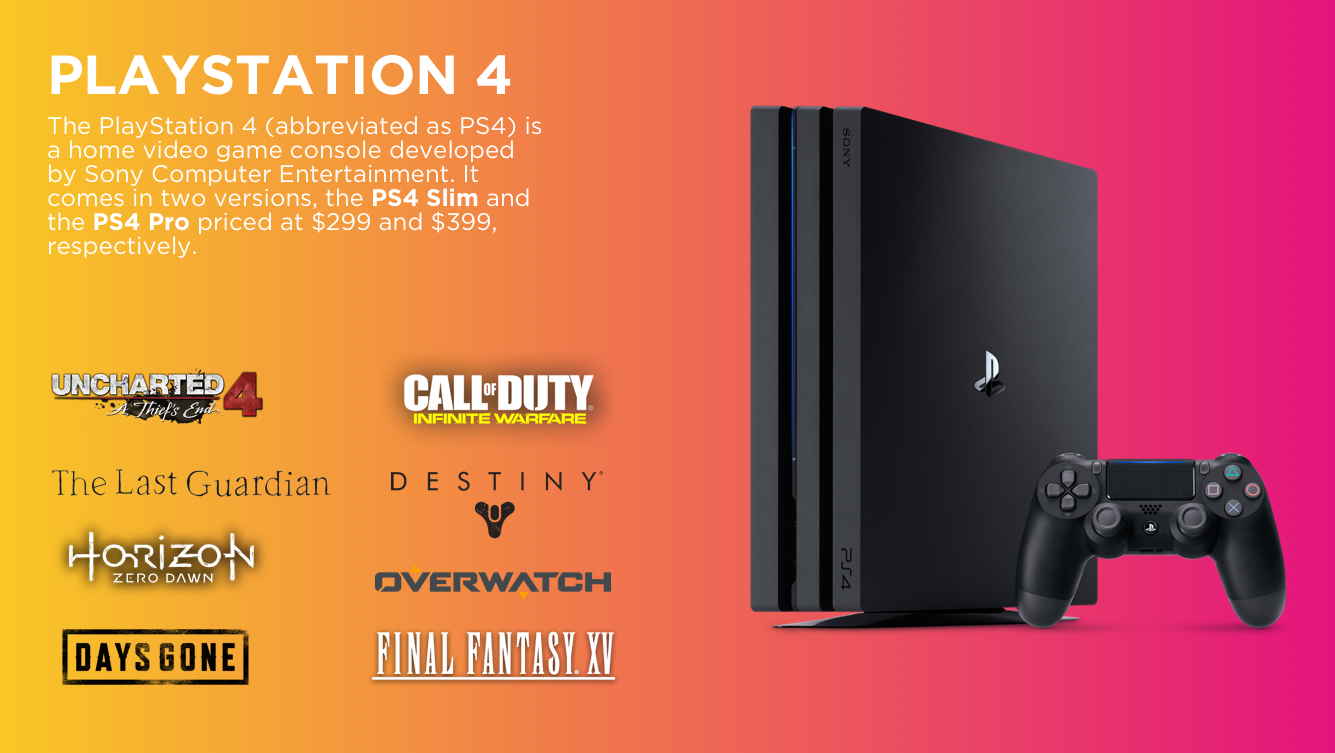 PLAYSTATION 4
The PlayStation 4 (abbreviated as PS4) is
a home video game console developed
by Sony Computer Entertainment. It
comes in two versions, the PS4 Slim and
the PS4 Pro priced at $299 and $399,
respectively.
UNCHARTED 4
A Thief's End
The Last Guardian
HORIZON
ZERO DAWN
DAYS GONE
CALL OF DUTY®
INFINITE WARFARE
DESTINY®
OVERWATCH
FINAL FANTASY® XV
SONY
PS4